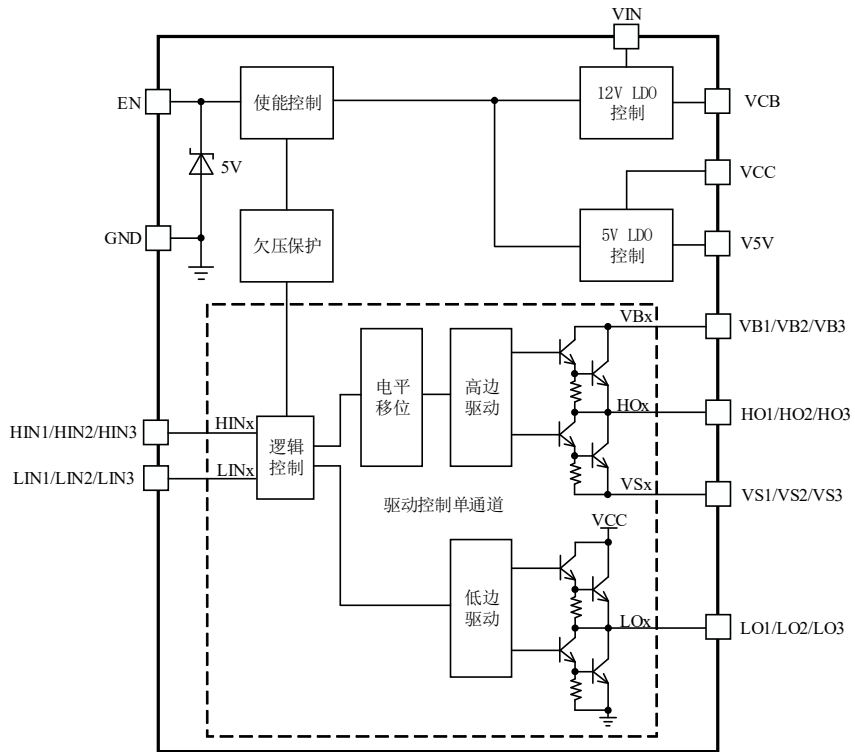 VIN
EN
使能控制
12V LDO
控制
VCB
5V
VCC
GND
欠压保护
5V LDO
控制
V5V
VBx
VB1/VB2/VB3
电平
移位
高边
驱动
HIN1/HIN2/HIN3
HINx
逻辑
控制
HOx
HO1/HO2/HO3
LIN1/LIN2/LIN3
LINx
VSx
VS1/VS2/VS3
驱动控制单通道
VCC
低边
驱动
LOx
LO1/LO2/LO3